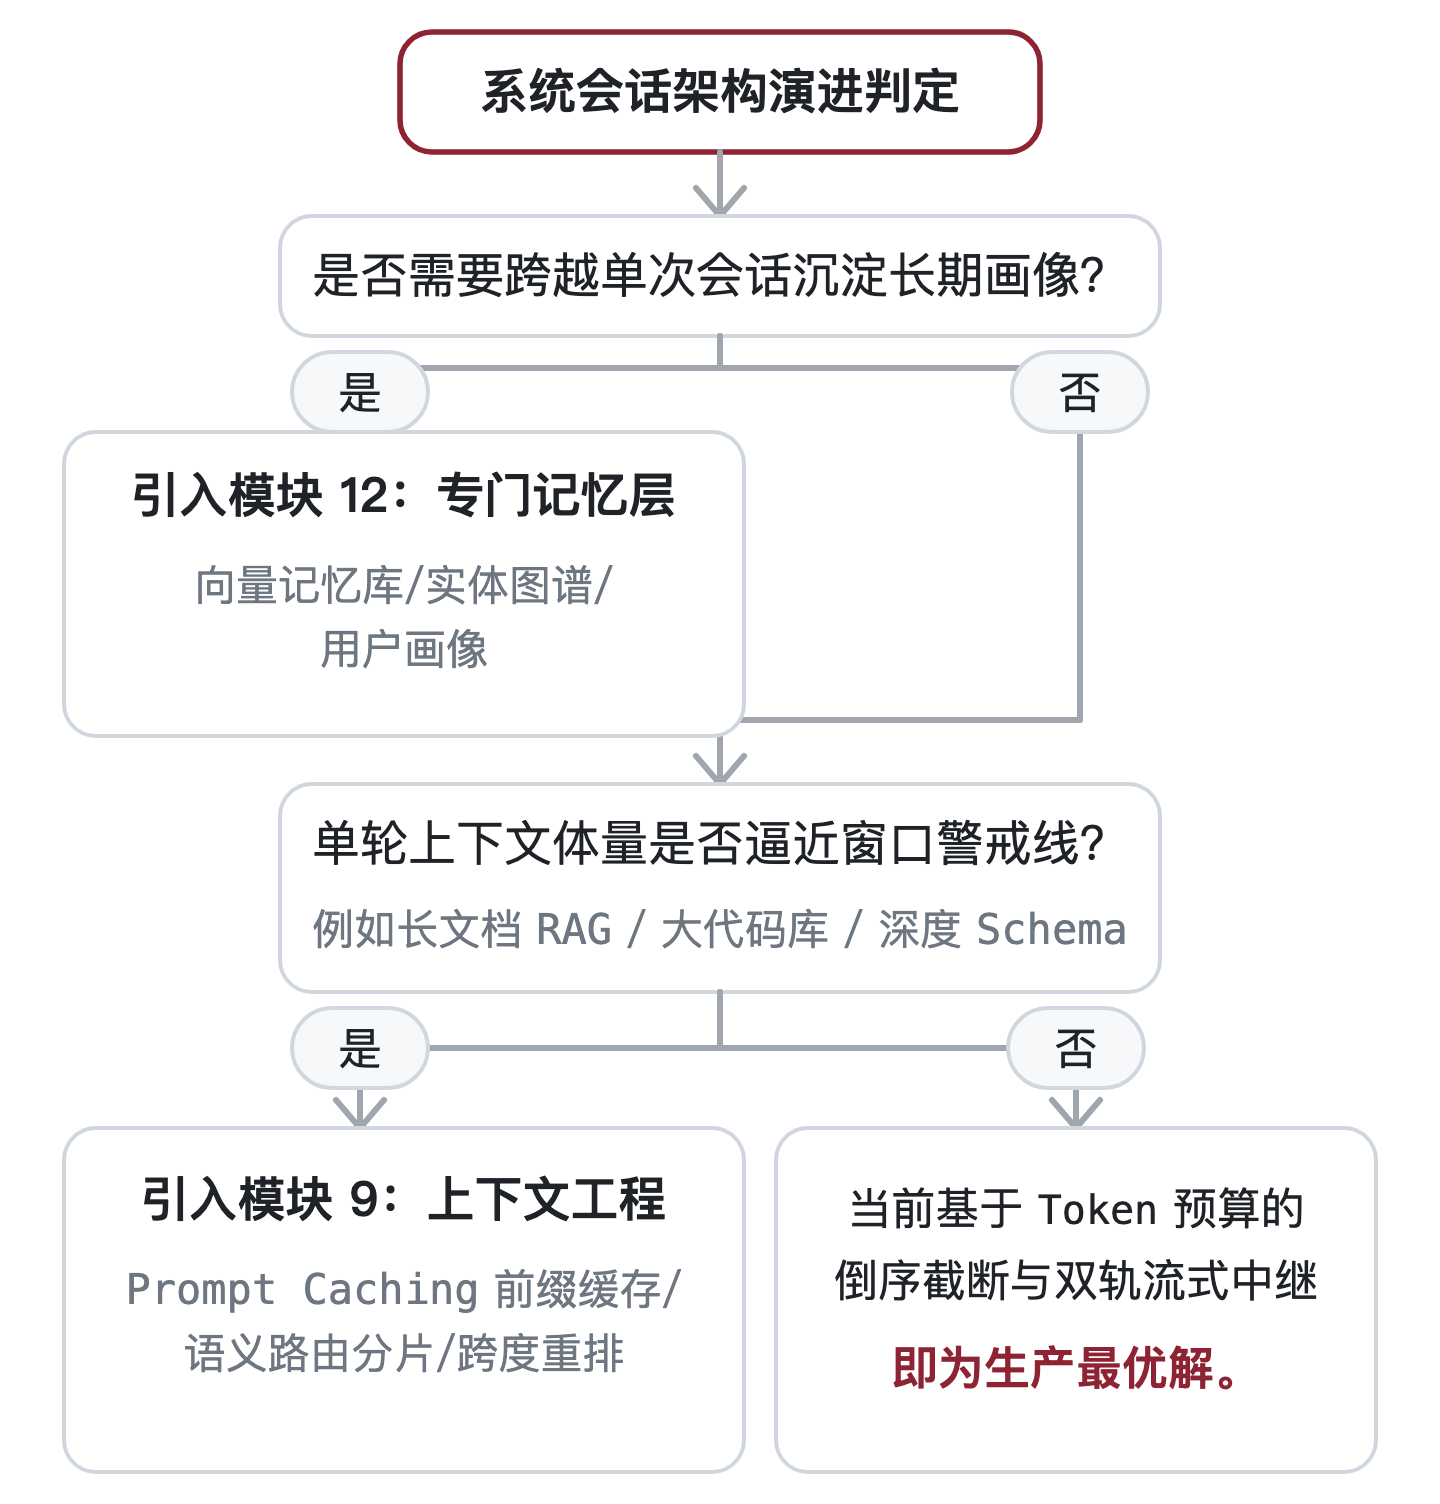 系统会话架构演进判定
是否需要跨越单次会话沉淀长期画像?
是
否
引入模块 12：专门记忆层
向量记忆库/实体图谱/
用户画像
单轮上下文体量是否逼近窗口警戒线?
例如长文档 RAG / 大代码库 / 深度 Schema
是
否
引入模块 9：上下文工程
Prompt Caching 前缀缓存/
语义路由分片/跨度重排
当前基于 Token 预算的
倒序截断与双轨流式中继
即为生产最优解。